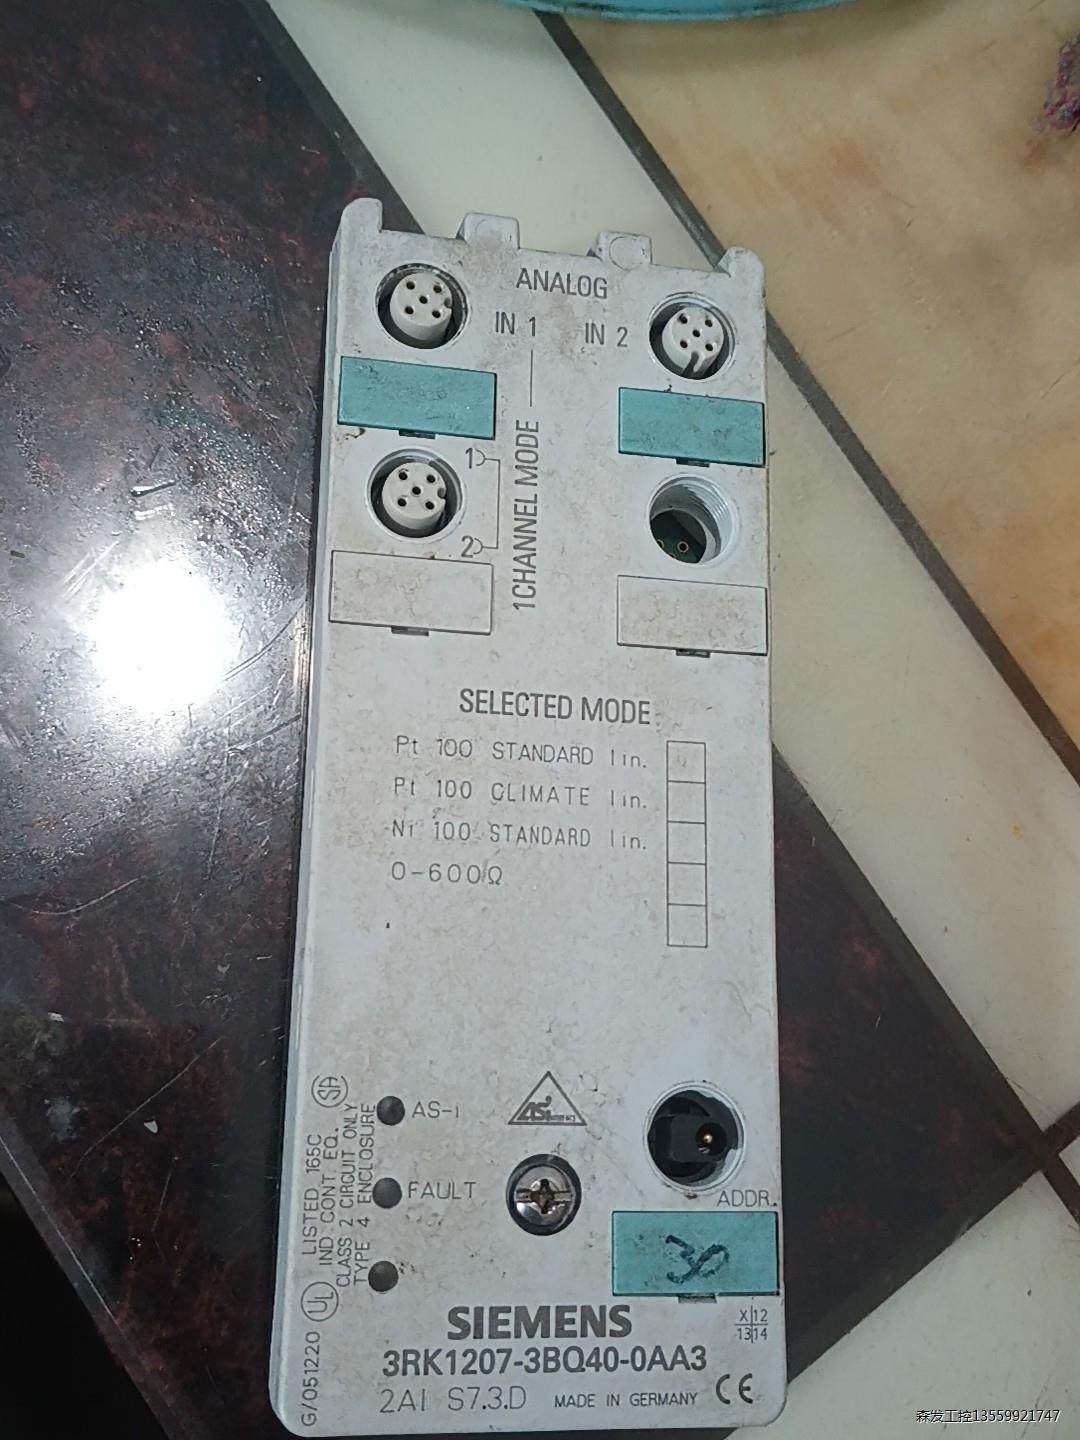 ANALOG
IN 1
IN 2
1CHANNEL MODE
1
2
SELECTED MODE
Pt 100 STANDARD lin.
Pt 100 CLIMATE lin.
Ni 100 STANDARD lin.
0-600Ω
AS-i
FAULT
ADDR.
30
LISTED 165C
IND CONT. EQ.
CLASS 2 CIRCUIT ONLY
TYPE 4 ENCLOSURE
UL
SA
G/051220
SIEMENS
X 12
13 14
3RK1207-3BQ40-0AA3
2AI S7.3.D MADE IN GERMANY CE
森发工控13559921747